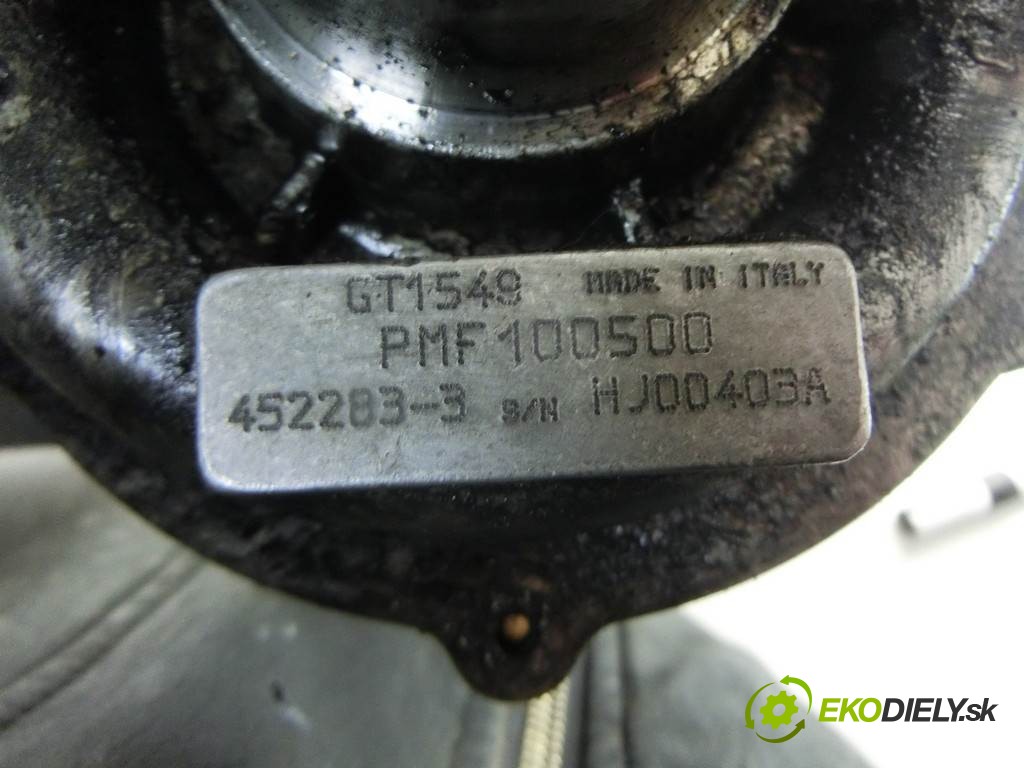 GT1549 MADE IN ITALY
PMF100500
452283-3 S/N HJ00403A
EKODIELY.sk